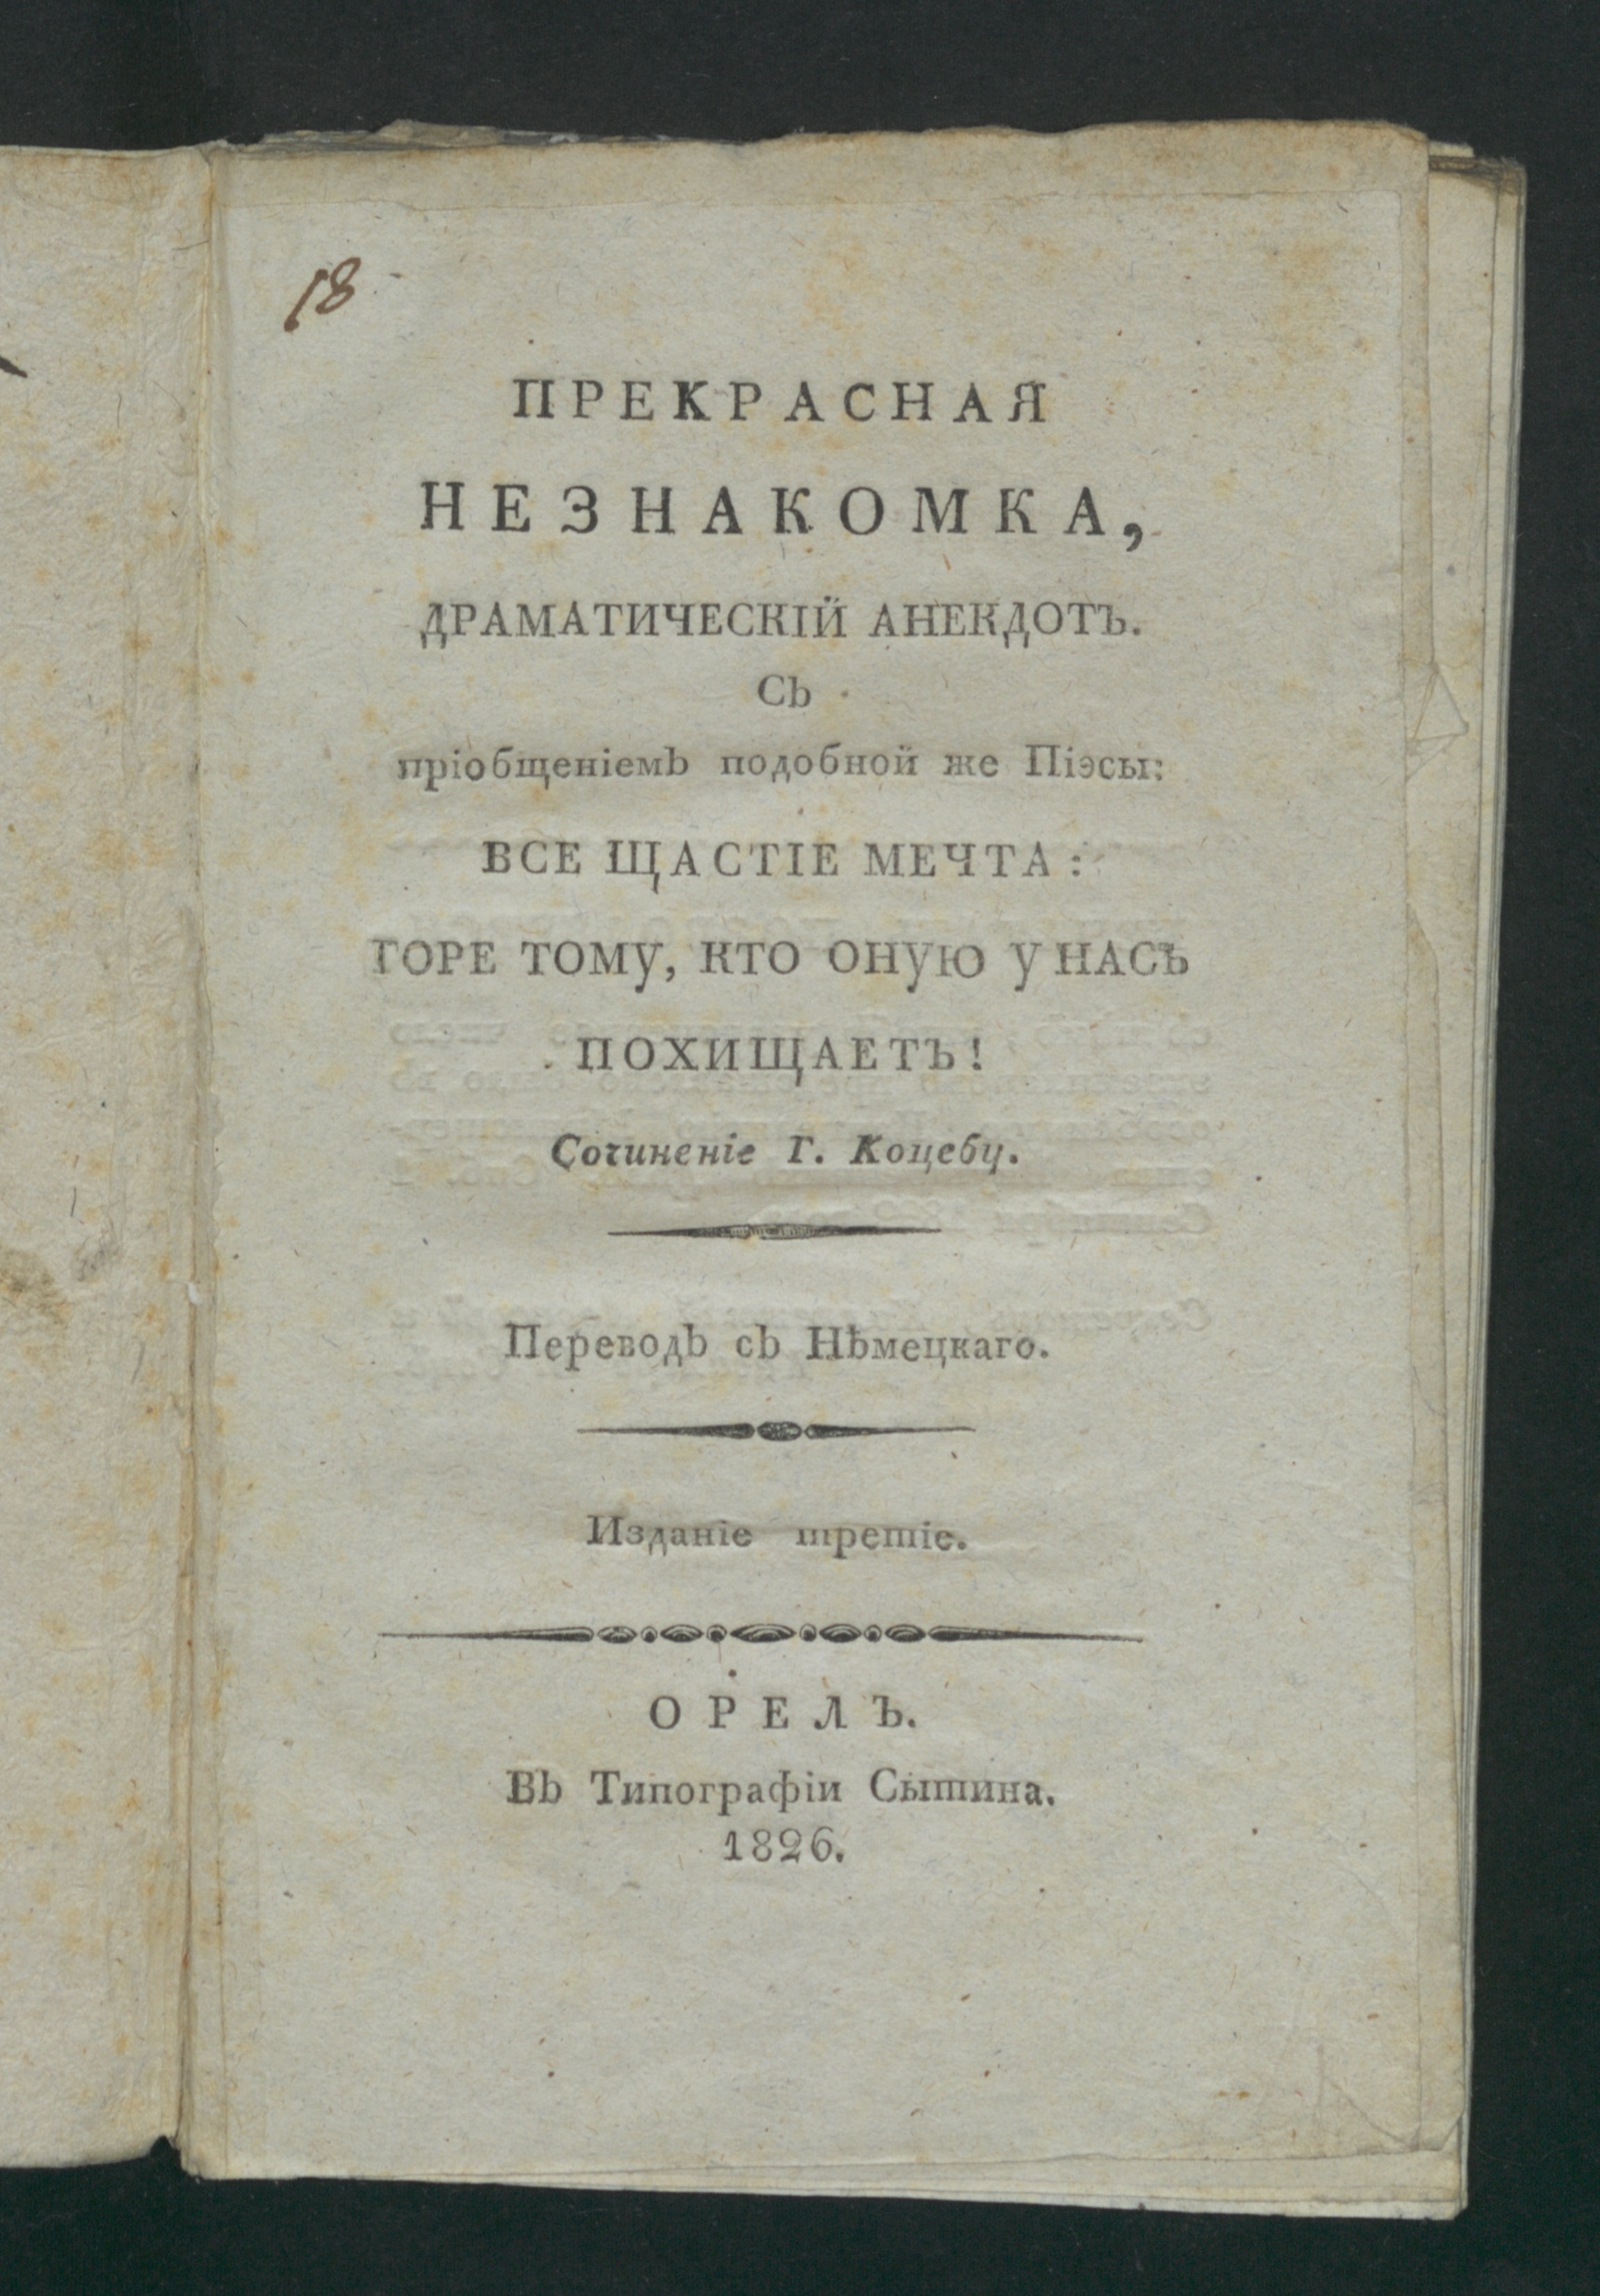 18
ПРЕКРАСНАЯ
НЕЗНАКОМКА,
ДРАМАТИЧЕСКІЙ АНЕКДОТЪ.
Съ
пріобщеніемъ подобной же Піэсы:
ВСЕ ЩАСТІЕ МЕЧТА:
ГОРЕ ТОМУ, КТО ОНУЮ У НАСЪ
ПОХИЩАЕТЪ!
Сочиненіе Г. Коцебу.
Переводъ съ Нѣмецкаго.
Изданіе третіе.
ОРЕЛЪ.
Въ Типографіи Сытина.
1826.